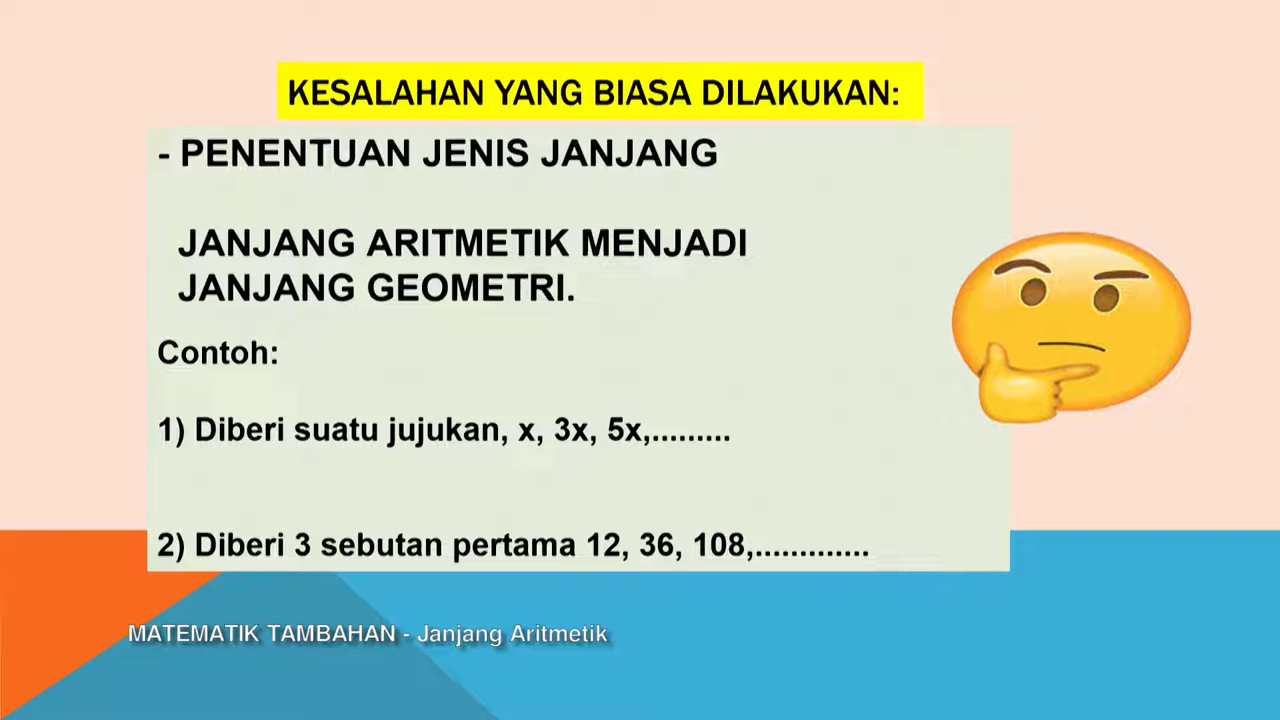 KESALAHAN YANG BIASA DILAKUKAN:
- PENENTUAN JENIS JANJANG
JANJANG ARITMETIK MENJADI
JANJANG GEOMETRI.
Contoh:
1) Diberi suatu jujukan, x, 3x, 5x,.........
2) Diberi 3 sebutan pertama 12, 36, 108,.............
MATEMATIK TAMBAHAN - Janjang Aritmetik